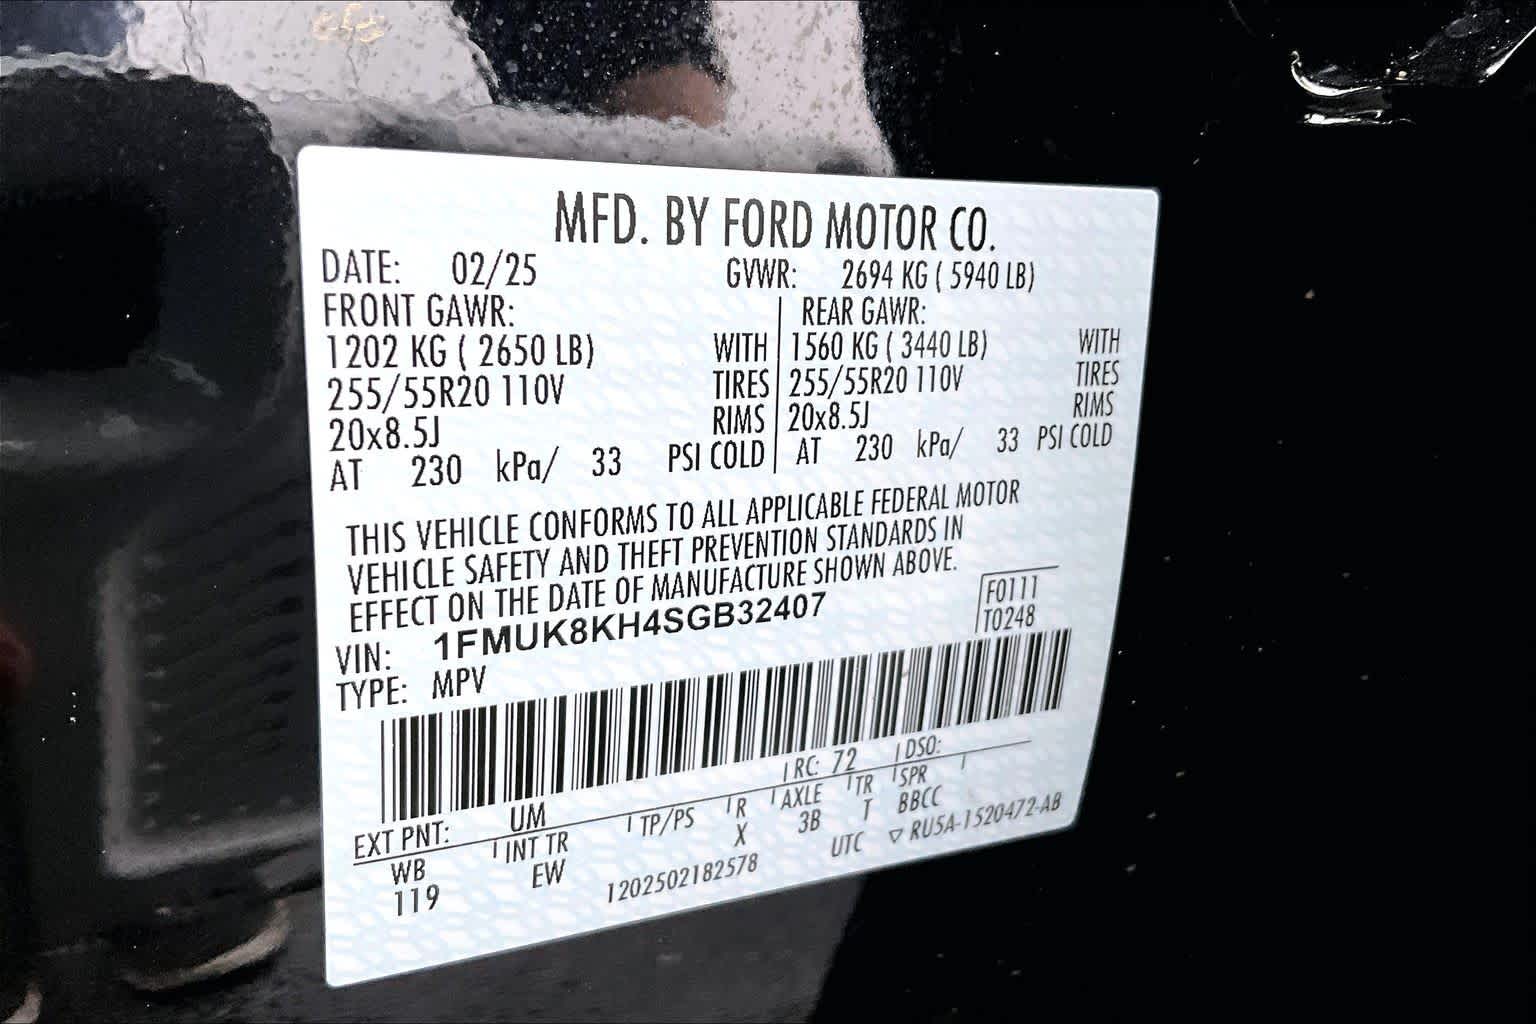 MFD. BY FORD MOTOR CO.
DATE: 02/25 GVWR: 2694 KG ( 5940 LB)
FRONT GAWR: REAR GAWR:
1202 KG ( 2650 LB) WITH 1560 KG ( 3440 LB) WITH
255/55R20 110V TIRES 255/55R20 110V TIRES
20x8.5J RIMS 20x8.5J RIMS
AT 230 kPa/ 33 PSI COLD AT 230 kPa/ 33 PSI COLD
THIS VEHICLE CONFORMS TO ALL APPLICABLE FEDERAL MOTOR
VEHICLE SAFETY AND THEFT PREVENTION STANDARDS IN
EFFECT ON THE DATE OF MANUFACTURE SHOWN ABOVE.
F0111
T0248
VIN: 1FMUK8KH4SGB32407
TYPE: MPV
EXT PNT: UM RC: 72 DSO:
WB INT TR TP/PS R AXLE TR SPR
119 EW X 3B T BBCC
1202502182578 UTC ▽ RU5A-1520472-AB